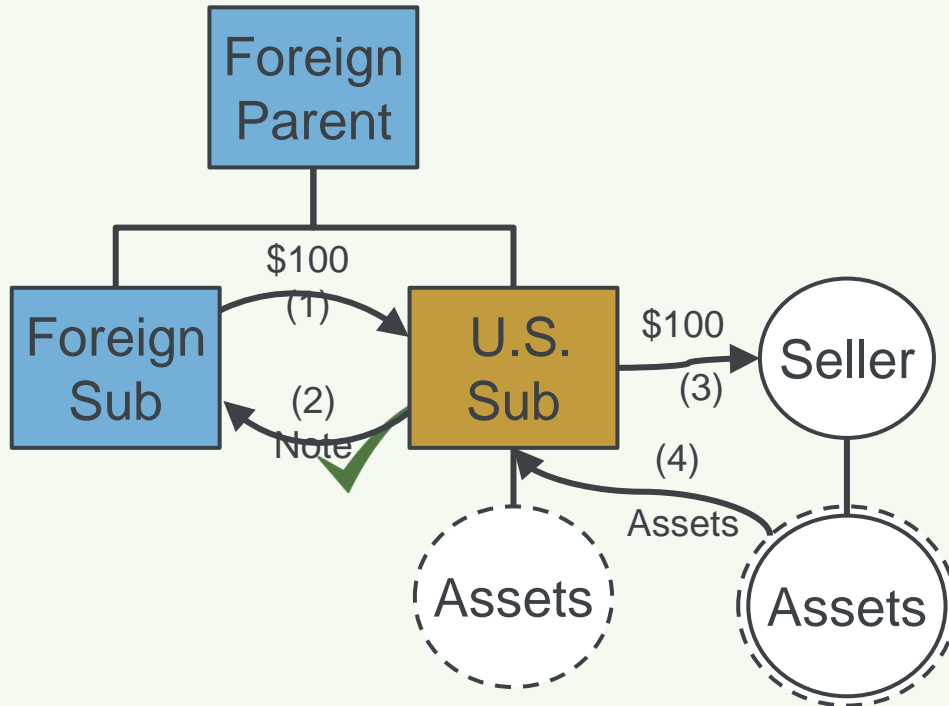 Foreign
Parent
$100
(1)
Foreign
Sub
U.S.
Sub
(2)
Note
$100
(3)
Seller
(4)
Assets
Assets
Assets